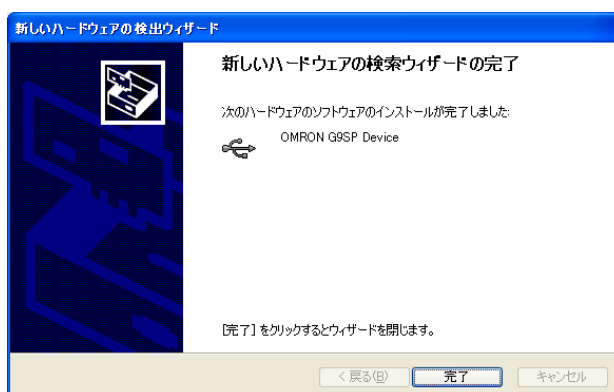 新しいハードウェアの検出ウィザード
新しいハードウェアの検索ウィザードの完了
次のハードウェアのソフトウェアのインストールが完了しました:
OMRON G9SP Device
[完了] をクリックするとウィザードを閉じます。
< 戻る(B)
完了
キャンセル